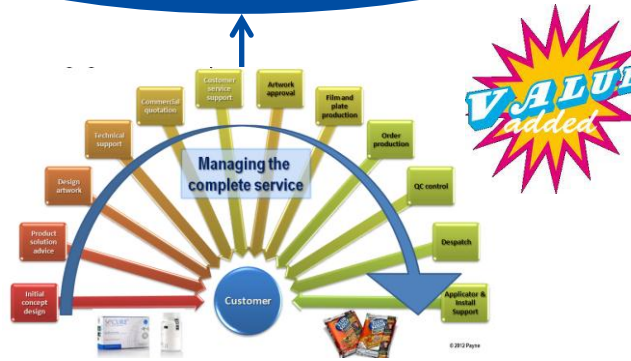 VALUE
added
Customer
service
support
Artwork
approval
Commercial
quotation
Film and
plate
production
Technical
support
Order
production
Managing the
complete service
Design
artwork
QC control
Product
solution
advice
Despatch
Initial
concept
design
Customer
Applicator &
Install
Support
© 2012 Payne